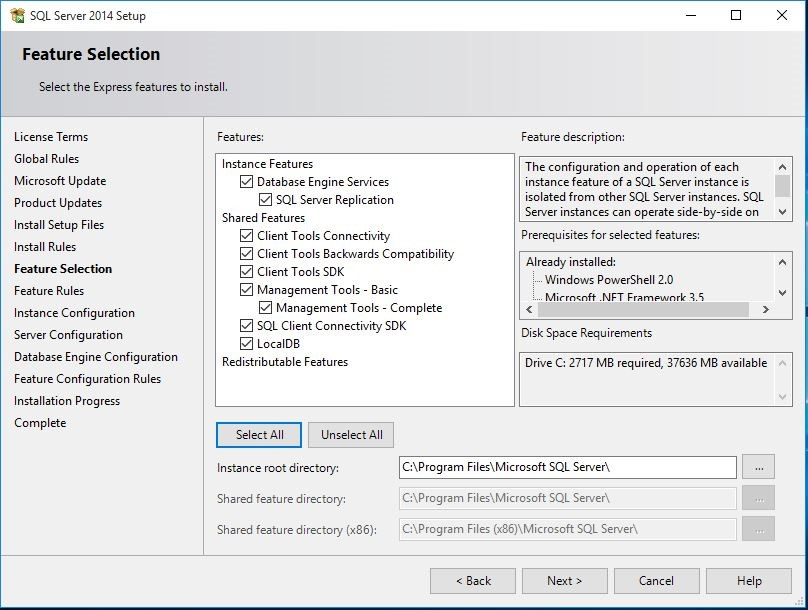 SQL Server 2014 Setup
Feature Selection
Select the Express features to install.
License Terms
Global Rules
Microsoft Update
Product Updates
Install Setup Files
Install Rules
Feature Selection
Feature Rules
Instance Configuration
Server Configuration
Database Engine Configuration
Feature Configuration Rules
Installation Progress
Complete
Features:
Instance Features
Database Engine Services
SQL Server Replication
Shared Features
Client Tools Connectivity
Client Tools Backwards Compatibility
Client Tools SDK
Management Tools - Basic
Management Tools - Complete
SQL Client Connectivity SDK
LocalDB
Redistributable Features
Feature description:
The configuration and operation of each
instance feature of a SQL Server instance is
isolated from other SQL Server instances. SQL
Server instances can operate side-by-side on
Prerequisites for selected features:
Already installed:
Windows PowerShell 2.0
Microsoft .NET Framework 3.5
Disk Space Requirements
Drive C: 2717 MB required, 37636 MB available
Select All
Unselect All
Instance root directory:
C:\Program Files\Microsoft SQL Server\
...
Shared feature directory:
C:\Program Files\Microsoft SQL Server\
...
Shared feature directory (x86):
C:\Program Files (x86)\Microsoft SQL Server\
...
< Back
Next >
Cancel
Help